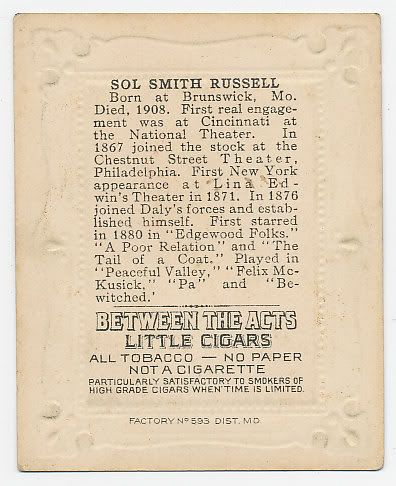 SOL SMITH RUSSELL
Born at Brunswick, Mo.
Died, 1908. First real engage-
ment was at Cincinnati at
the National Theater. In
1867 joined the stock at the
Chestnut Street Theater,
Philadelphia. First New York
appearance at Lina Ed-
win's Theater in 1871. In 1876
joined Daly's forces and estab-
lished himself. First starred
in 1880 in "Edgewood Folks."
"A Poor Relation" and "The
Tail of a Coat." Played in
"Peaceful Valley," "Felix Mc-
Kusick," "Pa" and "Be-
witched.'
BETWEEN THE ACTS
LITTLE CIGARS
ALL TOBACCO — NO PAPER
NOT A CIGARETTE
PARTICULARLY SATISFACTORY TO SMOKERS OF
HIGH GRADE CIGARS WHEN TIME IS LIMITED.
FACTORY Nº 593 DIST. MD.